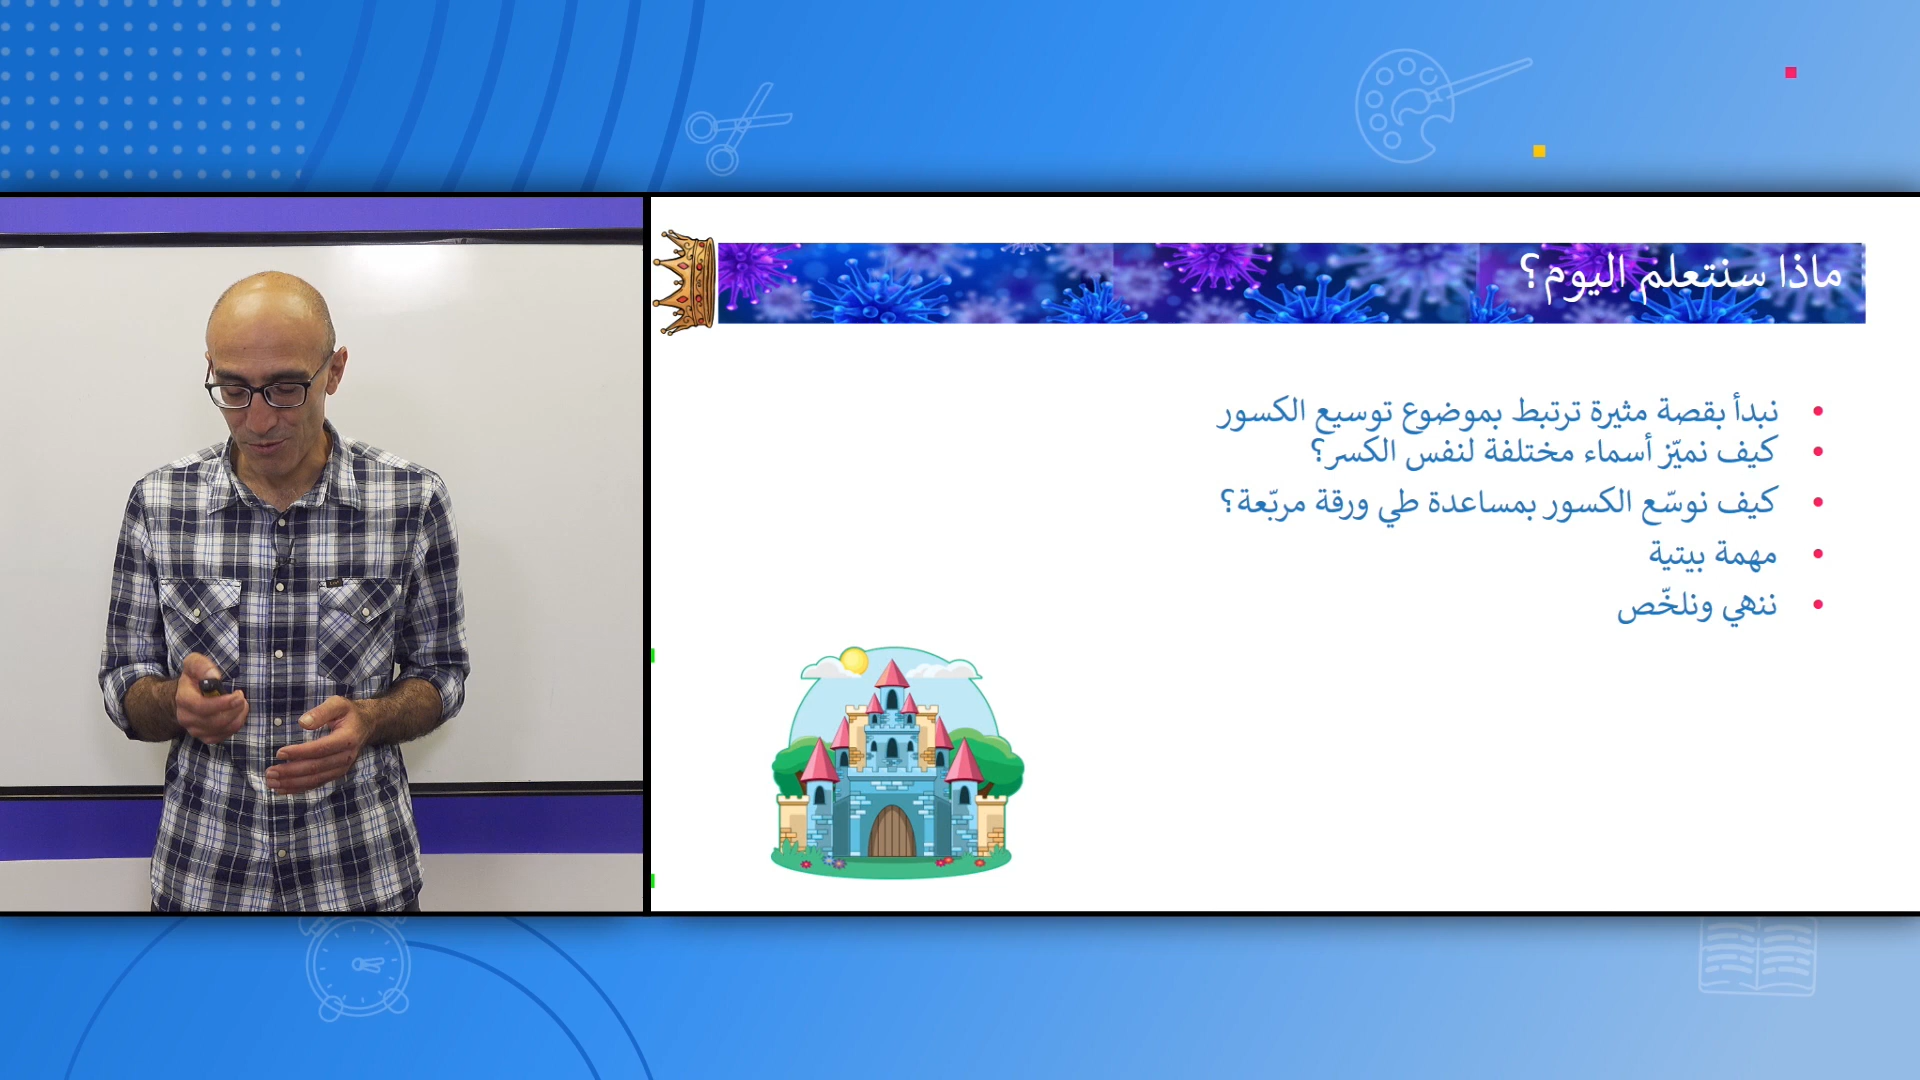 ماذا سنتعلم اليوم؟
• نبدأ بقصة مثيرة ترتبط بموضوع توسيع الكسور
• كيف نميّز أسماء مختلفة لنفس الكسر؟
• كيف نوسّع الكسور بمساعدة طي ورقة مربّعة؟
• مهمة بيتية
• ننهي ونلخّص